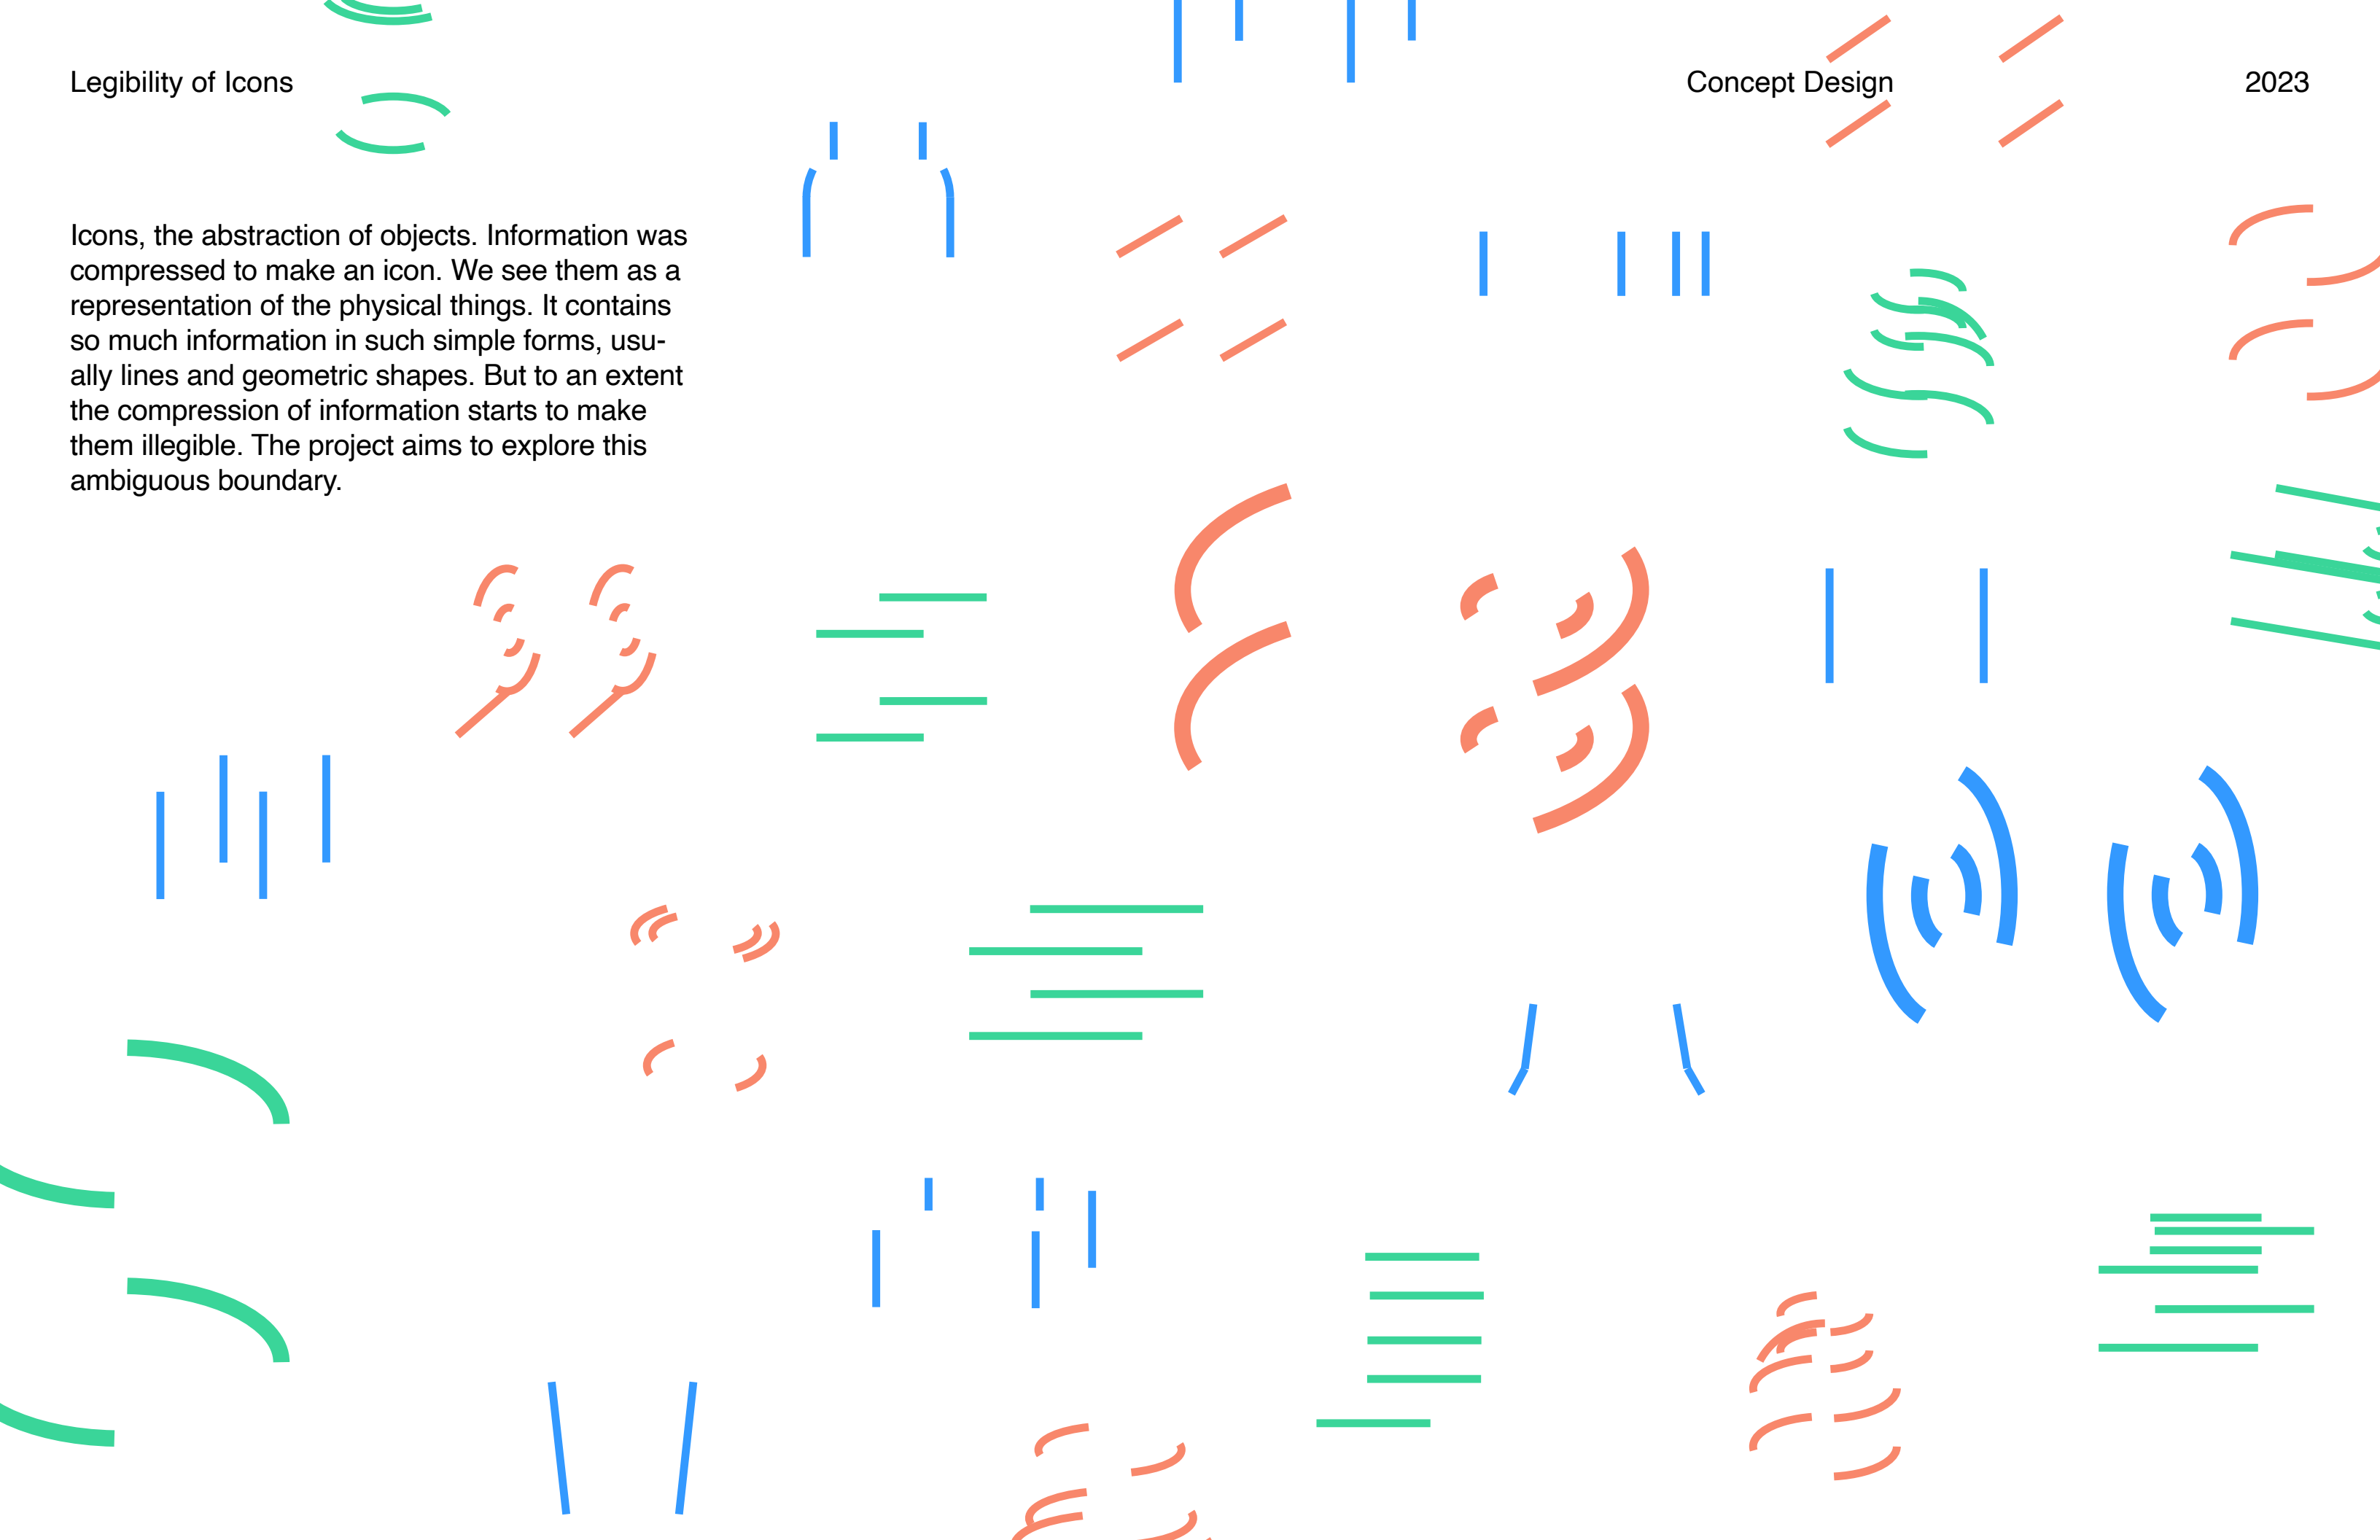 Legibility of Icons
Concept Design
2023
Icons, the abstraction of objects. Information was
compressed to make an icon. We see them as a
representation of the physical things. It contains
so much information in such simple forms, usu-
ally lines and geometric shapes. But to an extent
the compression of information starts to make
them illegible. The project aims to explore this
ambiguous boundary.